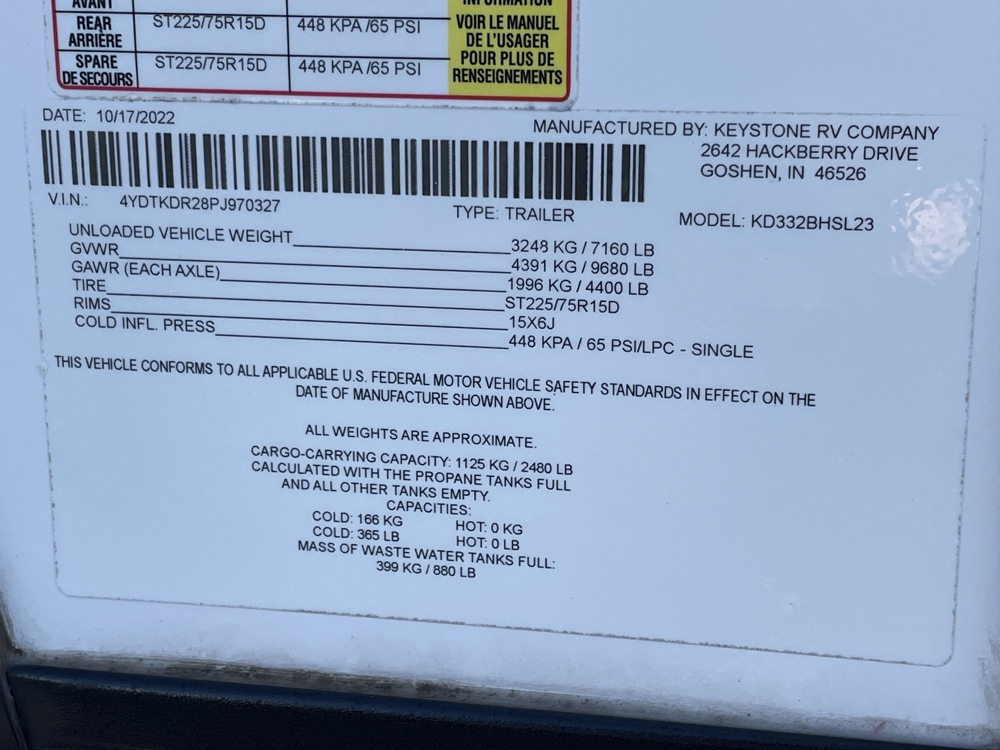 AVANT
INFORMATION
REAR
ARRIÈRE
ST225/75R15D
448 KPA /65 PSI
VOIR LE MANUEL
DE L'USAGER
POUR PLUS DE
RENSEIGNEMENTS
SPARE
DE SECOURS
ST225/75R15D
448 KPA /65 PSI
DATE: 10/17/2022
MANUFACTURED BY: KEYSTONE RV COMPANY
2642 HACKBERRY DRIVE
GOSHEN, IN 46526
V.I.N.: 4YDTKDR28PJ970327
TYPE: TRAILER
MODEL: KD332BHSL23
UNLOADED VEHICLE WEIGHT 3248 KG / 7160 LB
GVWR 4391 KG / 9680 LB
GAWR (EACH AXLE) 1996 KG / 4400 LB
TIRE ST225/75R15D
RIMS 15X6J
COLD INFL. PRESS 448 KPA / 65 PSI/LPC - SINGLE
THIS VEHICLE CONFORMS TO ALL APPLICABLE U.S. FEDERAL MOTOR VEHICLE SAFETY STANDARDS IN EFFECT ON THE
DATE OF MANUFACTURE SHOWN ABOVE.
ALL WEIGHTS ARE APPROXIMATE.
CARGO-CARRYING CAPACITY: 1125 KG / 2480 LB
CALCULATED WITH THE PROPANE TANKS FULL
AND ALL OTHER TANKS EMPTY.
CAPACITIES:
COLD: 166 KG HOT: 0 KG
COLD: 365 LB HOT: 0 LB
MASS OF WASTE WATER TANKS FULL:
399 KG / 880 LB